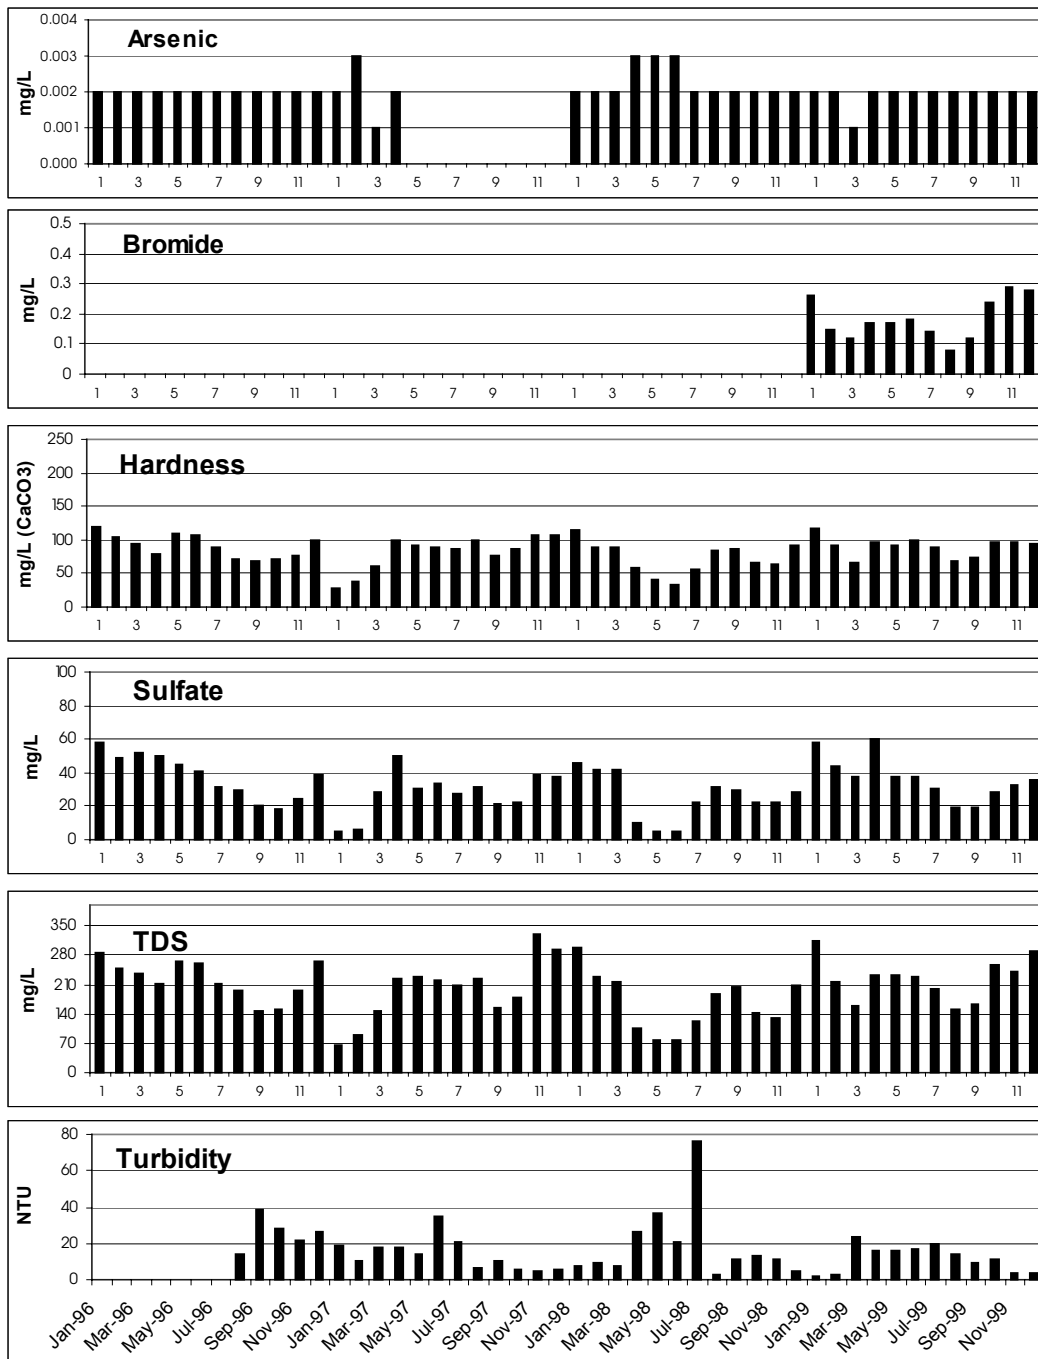 Arsenic
mg/L
0.004
0.003
0.002
0.001
0.000
1 3 5 7 9 11 1 3 5 7 9 11 1 3 5 7 9 11 1 3 5 7 9 11
Bromide
mg/L
0.5
0.4
0.3
0.2
0.1
0
1 3 5 7 9 11 1 3 5 7 9 11 1 3 5 7 9 11 1 3 5 7 9 11
Hardness
mg/L (CaCO3)
250
200
150
100
50
0
1 3 5 7 9 11 1 3 5 7 9 11 1 3 5 7 9 11 1 3 5 7 9 11
Sulfate
mg/L
100
80
60
40
20
0
1 3 5 7 9 11 1 3 5 7 9 11 1 3 5 7 9 11 1 3 5 7 9 11
TDS
mg/L
350
280
210
140
70
0
1 3 5 7 9 11 1 3 5 7 9 11 1 3 5 7 9 11 1 3 5 7 9 11
Turbidity
NTU
80
60
40
20
0
Jan-96 Mar-96 May-96 Jul-96 Sep-96 Nov-96 Jan-97 Mar-97 May-97 Jul-97 Sep-97 Nov-97 Jan-98 Mar-98 May-98 Jul-98 Sep-98 Nov-98 Jan-99 Mar-99 May-99 Jul-99 Sep-99 Nov-99